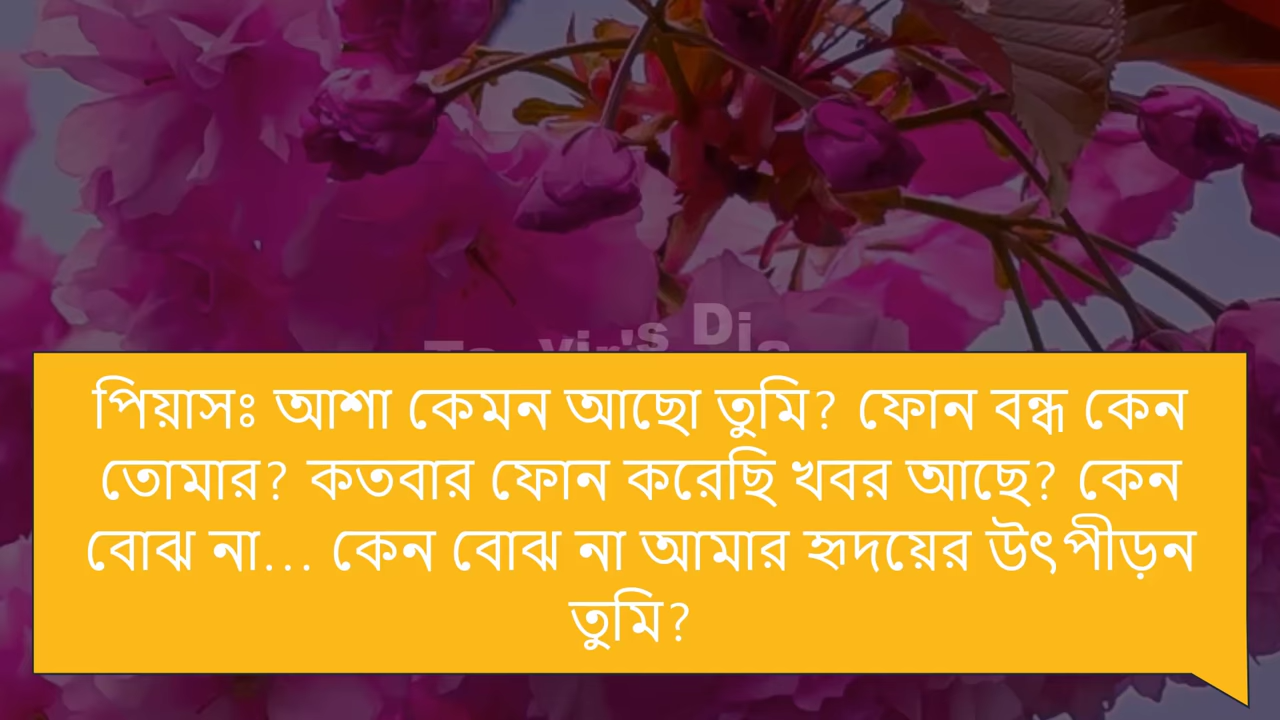 পিয়াসঃ আশা কেমন আছো তুমি? ফোন বন্ধ কেন
তোমার? কতবার ফোন করেছি খবর আছে? কেন
বোঝ না... কেন বোঝ না আমার হৃদয়ের উৎপীড়ন
তুমি?